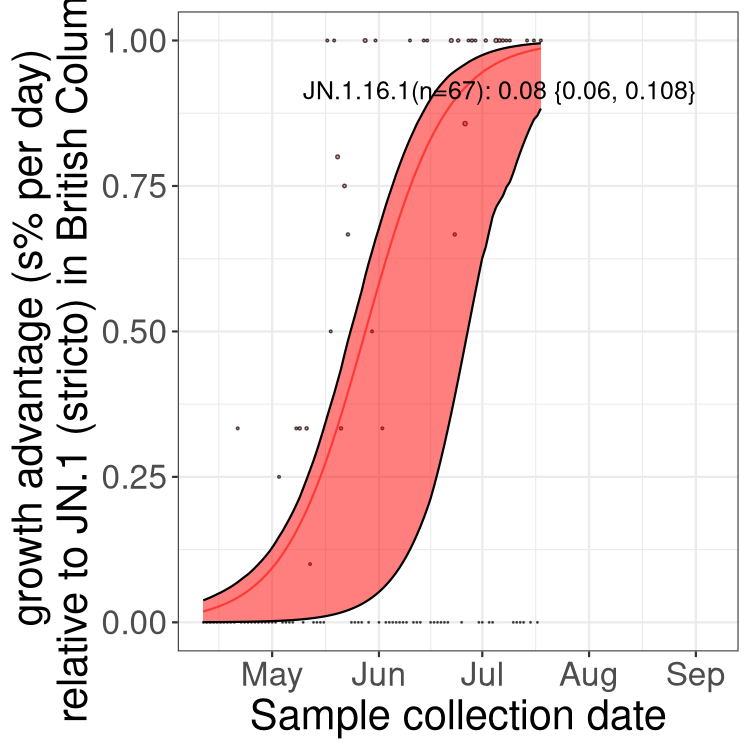 growth advantage (s% per day)
relative to JN.1 (stricto) in British Colum
1.00
0.75
0.50
0.25
0.00
JN.1.16.1(n=67): 0.08 {0.06, 0.108}
May Jun Jul Aug Sep
Sample collection date